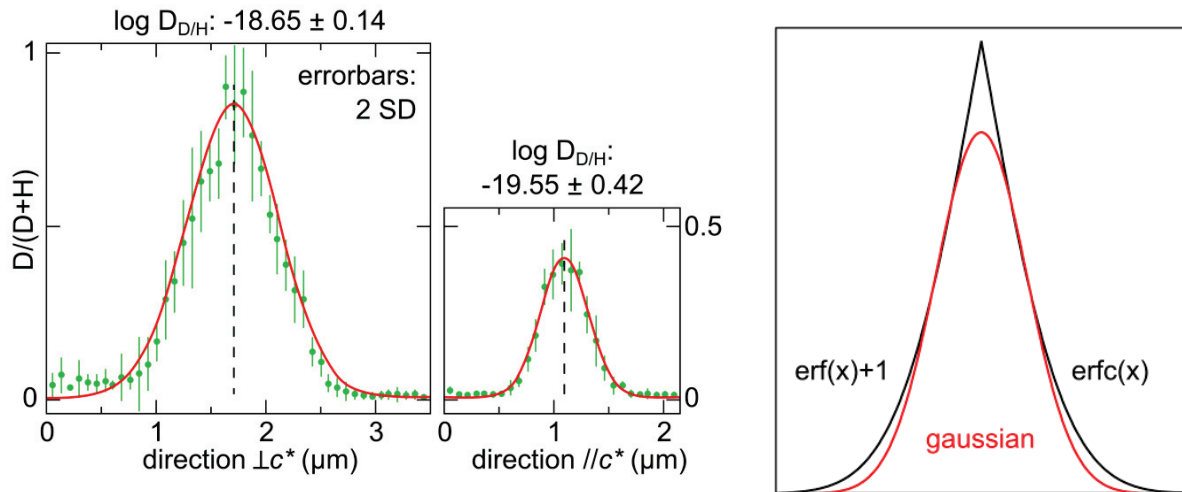 log D_D/H: -18.65 ± 0.14
1
D/(D+H)
0
errorbars:
2 SD
0 1 2 3
direction ⊥c* (µm)
log D_D/H:
-19.55 ± 0.42
0.5
0
0 1 2
direction //c* (µm)
erf(x)+1
erfc(x)
gaussian